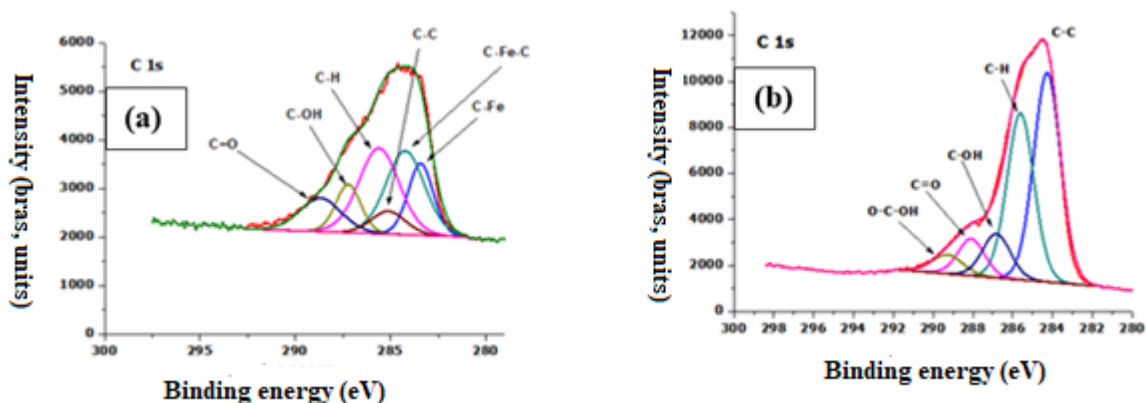 C 1s
(a)
C=O
C-OH
C-H
C-C
C-Fe-C
C-Fe
6000
5000
4000
3000
2000
1000
0
300
295
290
285
280
Intensity (bras, units)
Binding energy (eV)
C 1s
(b)
O-C-OH
C=O
C-OH
C-H
C-C
12000
10000
8000
6000
4000
2000
0
300
298
296
294
292
290
288
286
284
282
280
Intensity (bras, units)
Binding energy (eV)